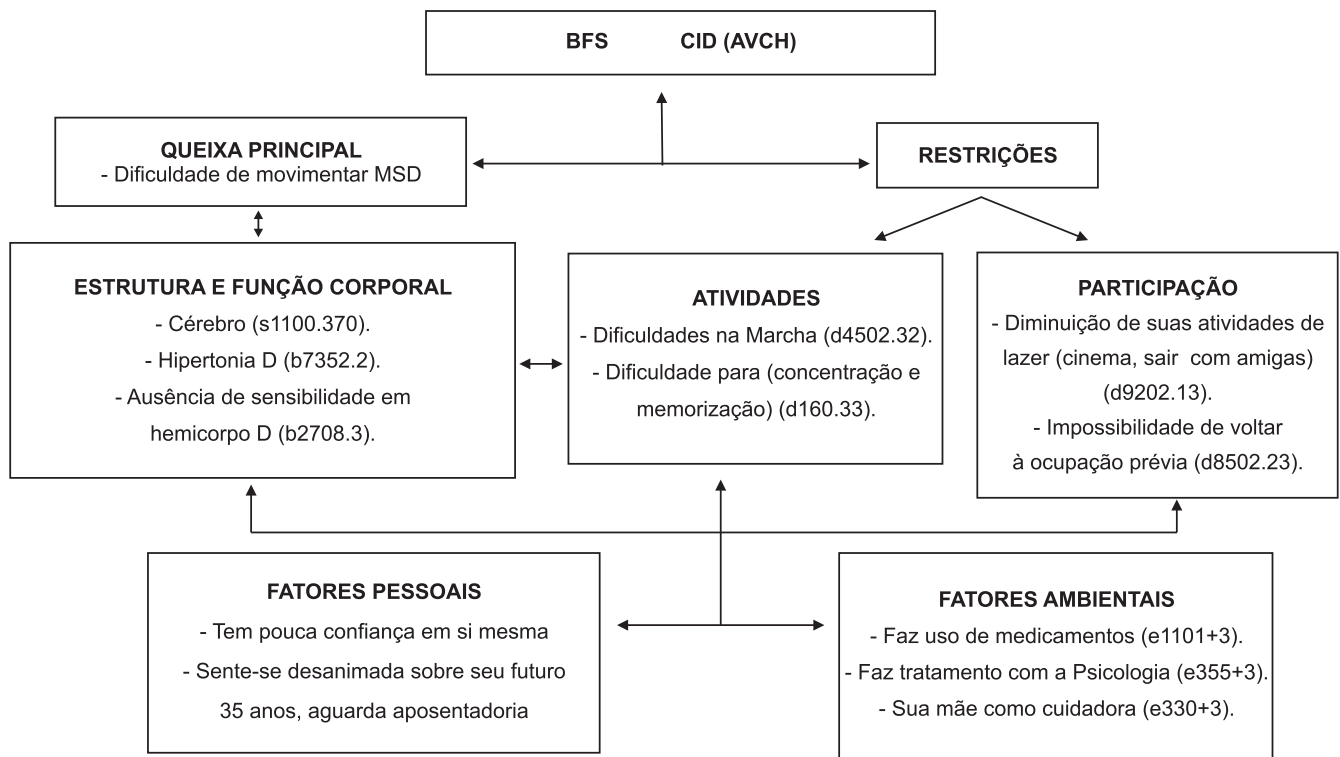 BFS CID (AVCH)
QUEIXA PRINCIPAL
- Dificuldade de movimentar MSD
RESTRIÇÕES
ESTRUTURA E FUNÇÃO CORPORAL
- Cérebro (s1100.370).
- Hipertonia D (b7352.2).
- Ausência de sensibilidade em
hemicorpo D (b2708.3).
ATIVIDADES
- Dificuldades na Marcha (d4502.32).
- Dificuldade para (concentração e
memorização) (d160.33).
PARTICIPAÇÃO
- Diminuição de suas atividades de
lazer (cinema, sair com amigas)
(d9202.13).
- Impossibilidade de voltar
à ocupação prévia (d8502.23).
FATORES PESSOAIS
- Tem pouca confiança em si mesma
- Sente-se desanimada sobre seu futuro
35 anos, aguarda aposentadoria
FATORES AMBIENTAIS
- Faz uso de medicamentos (e1101+3).
- Faz tratamento com a Psicologia (e355+3).
- Sua mãe como cuidadora (e330+3).